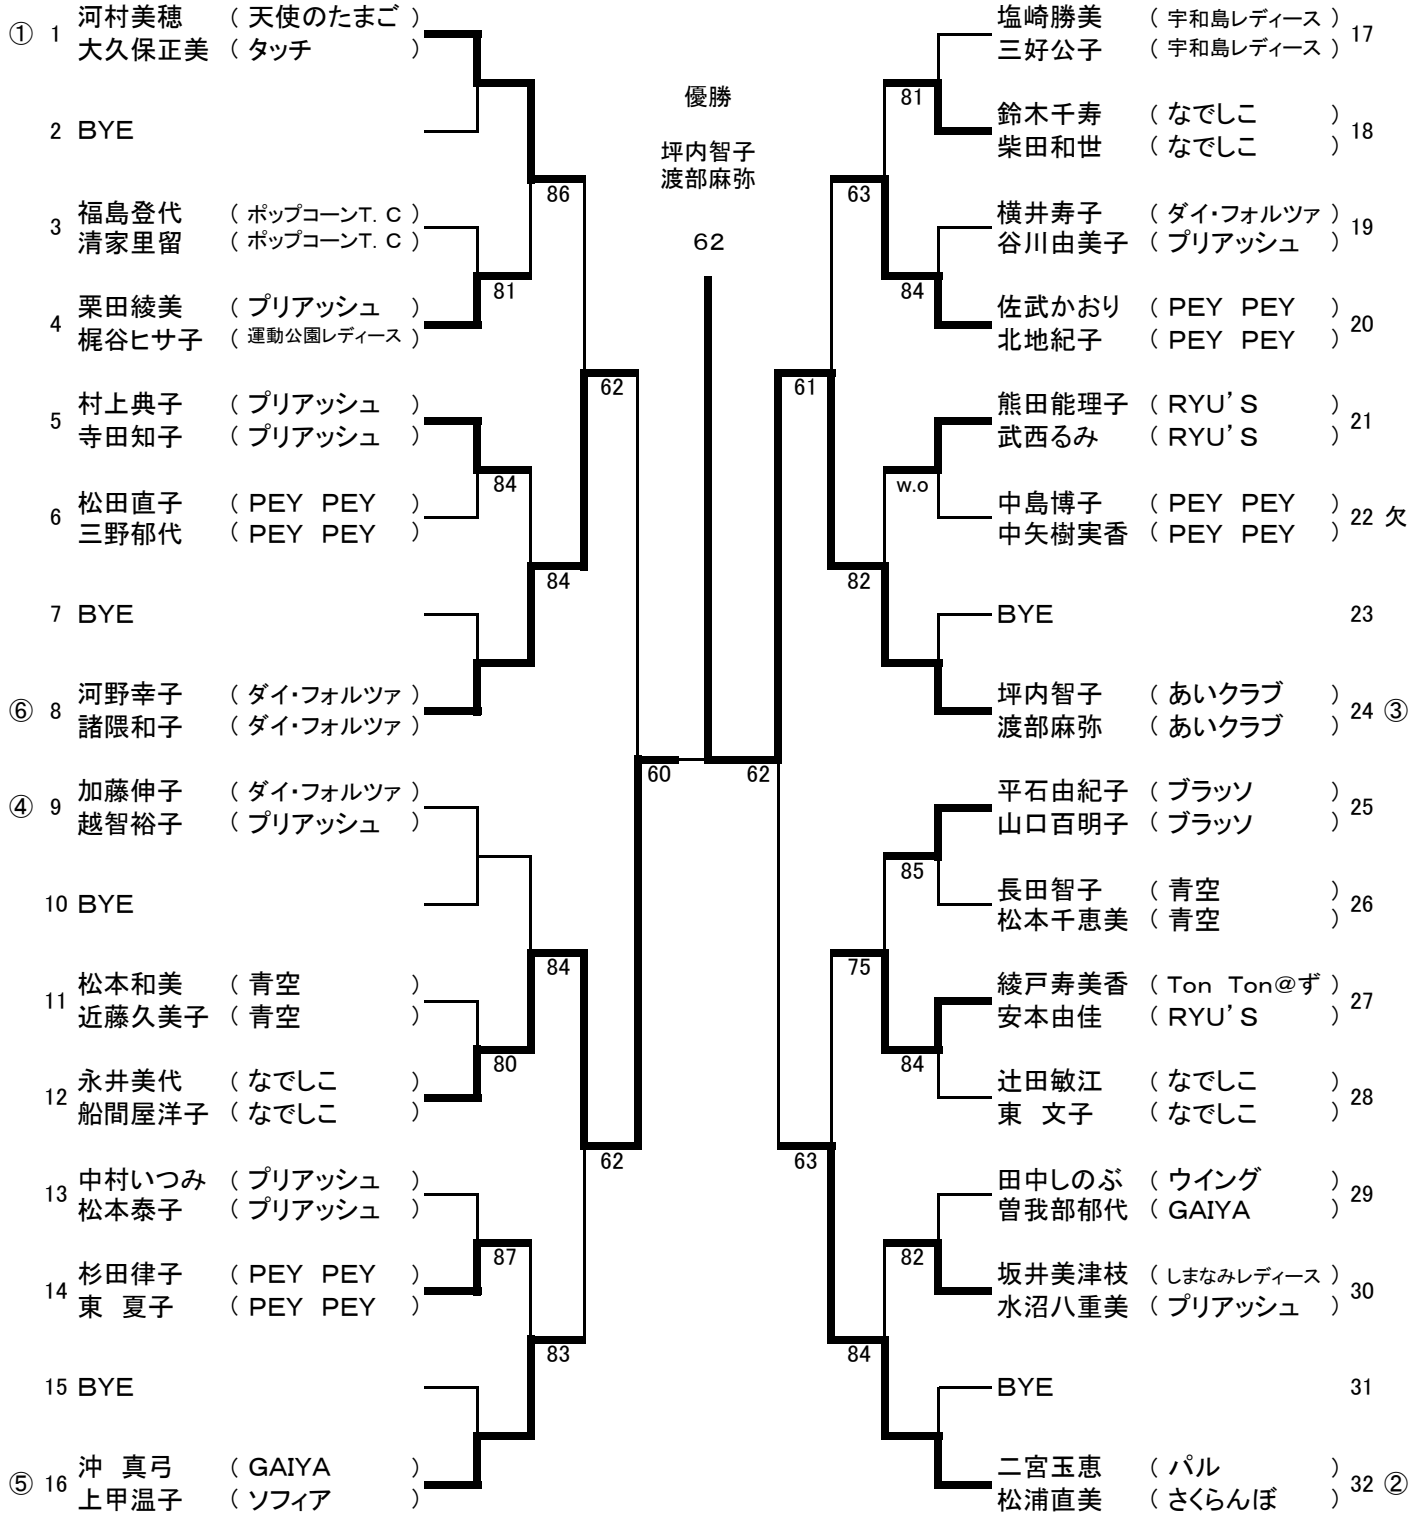 ① 1 河村美穂 ( 天使のたまご )
大久保正美 ( タッチ )
2 BYE
3 福島登代 ( ポップコーンT. C )
清家里留 ( ポップコーンT. C )
4 栗田綾美 ( プリアッシュ )
梶谷ヒサ子 ( 運動公園レディース )
5 村上典子 ( プリアッシュ )
寺田知子 ( プリアッシュ )
6 松田直子 ( PEY PEY )
三野郁代 ( PEY PEY )
7 BYE
⑥ 8 河野幸子 ( ダイ・フォルツァ )
諸隈和子 ( ダイ・フォルツァ )
④ 9 加藤伸子 ( ダイ・フォルツァ )
越智裕子 ( プリアッシュ )
10 BYE
11 松本和美 ( 青空 )
近藤久美子 ( 青空 )
12 永井美代 ( なでしこ )
船間屋洋子 ( なでしこ )
13 中村いつみ ( プリアッシュ )
松本泰子 ( プリアッシュ )
14 杉田律子 ( PEY PEY )
東 夏子 ( PEY PEY )
15 BYE
⑤ 16 沖 真弓 ( GAIYA )
上甲温子 ( ソフィア )
81
84
80
87
86
84
84
83
62
62
60
優勝
坪内智子
渡部麻弥
62
62
61
63
63
82
75
84
81
84
w.o
85
84
82
塩崎勝美 ( 宇和島レディース ) 17
三好公子 ( 宇和島レディース )
鈴木千寿 ( なでしこ ) 18
柴田和世 ( なでしこ )
横井寿子 ( ダイ・フォルツァ ) 19
谷川由美子 ( プリアッシュ )
佐武かおり ( PEY PEY ) 20
北地紀子 ( PEY PEY )
熊田能理子 ( RYU'S ) 21
武西るみ ( RYU'S )
中島博子 ( PEY PEY ) 22 欠
中矢樹実香 ( PEY PEY )
BYE 23
坪内智子 ( あいクラブ ) 24 ③
渡部麻弥 ( あいクラブ )
平石由紀子 ( ブラッソ ) 25
山口百明子 ( ブラッソ )
長田智子 ( 青空 ) 26
松本千恵美 ( 青空 )
綾戸寿美香 ( Ton Ton@ず ) 27
安本由佳 ( RYU'S )
辻田敏江 ( なでしこ ) 28
東 文子 ( なでしこ )
田中しのぶ ( ウイング ) 29
曽我部郁代 ( GAIYA )
坂井美津枝 ( しまなみレディース ) 30
水沼八重美 ( プリアッシュ )
BYE 31
二宮玉恵 ( パル ) 32 ②
松浦直美 ( さくらんぼ )